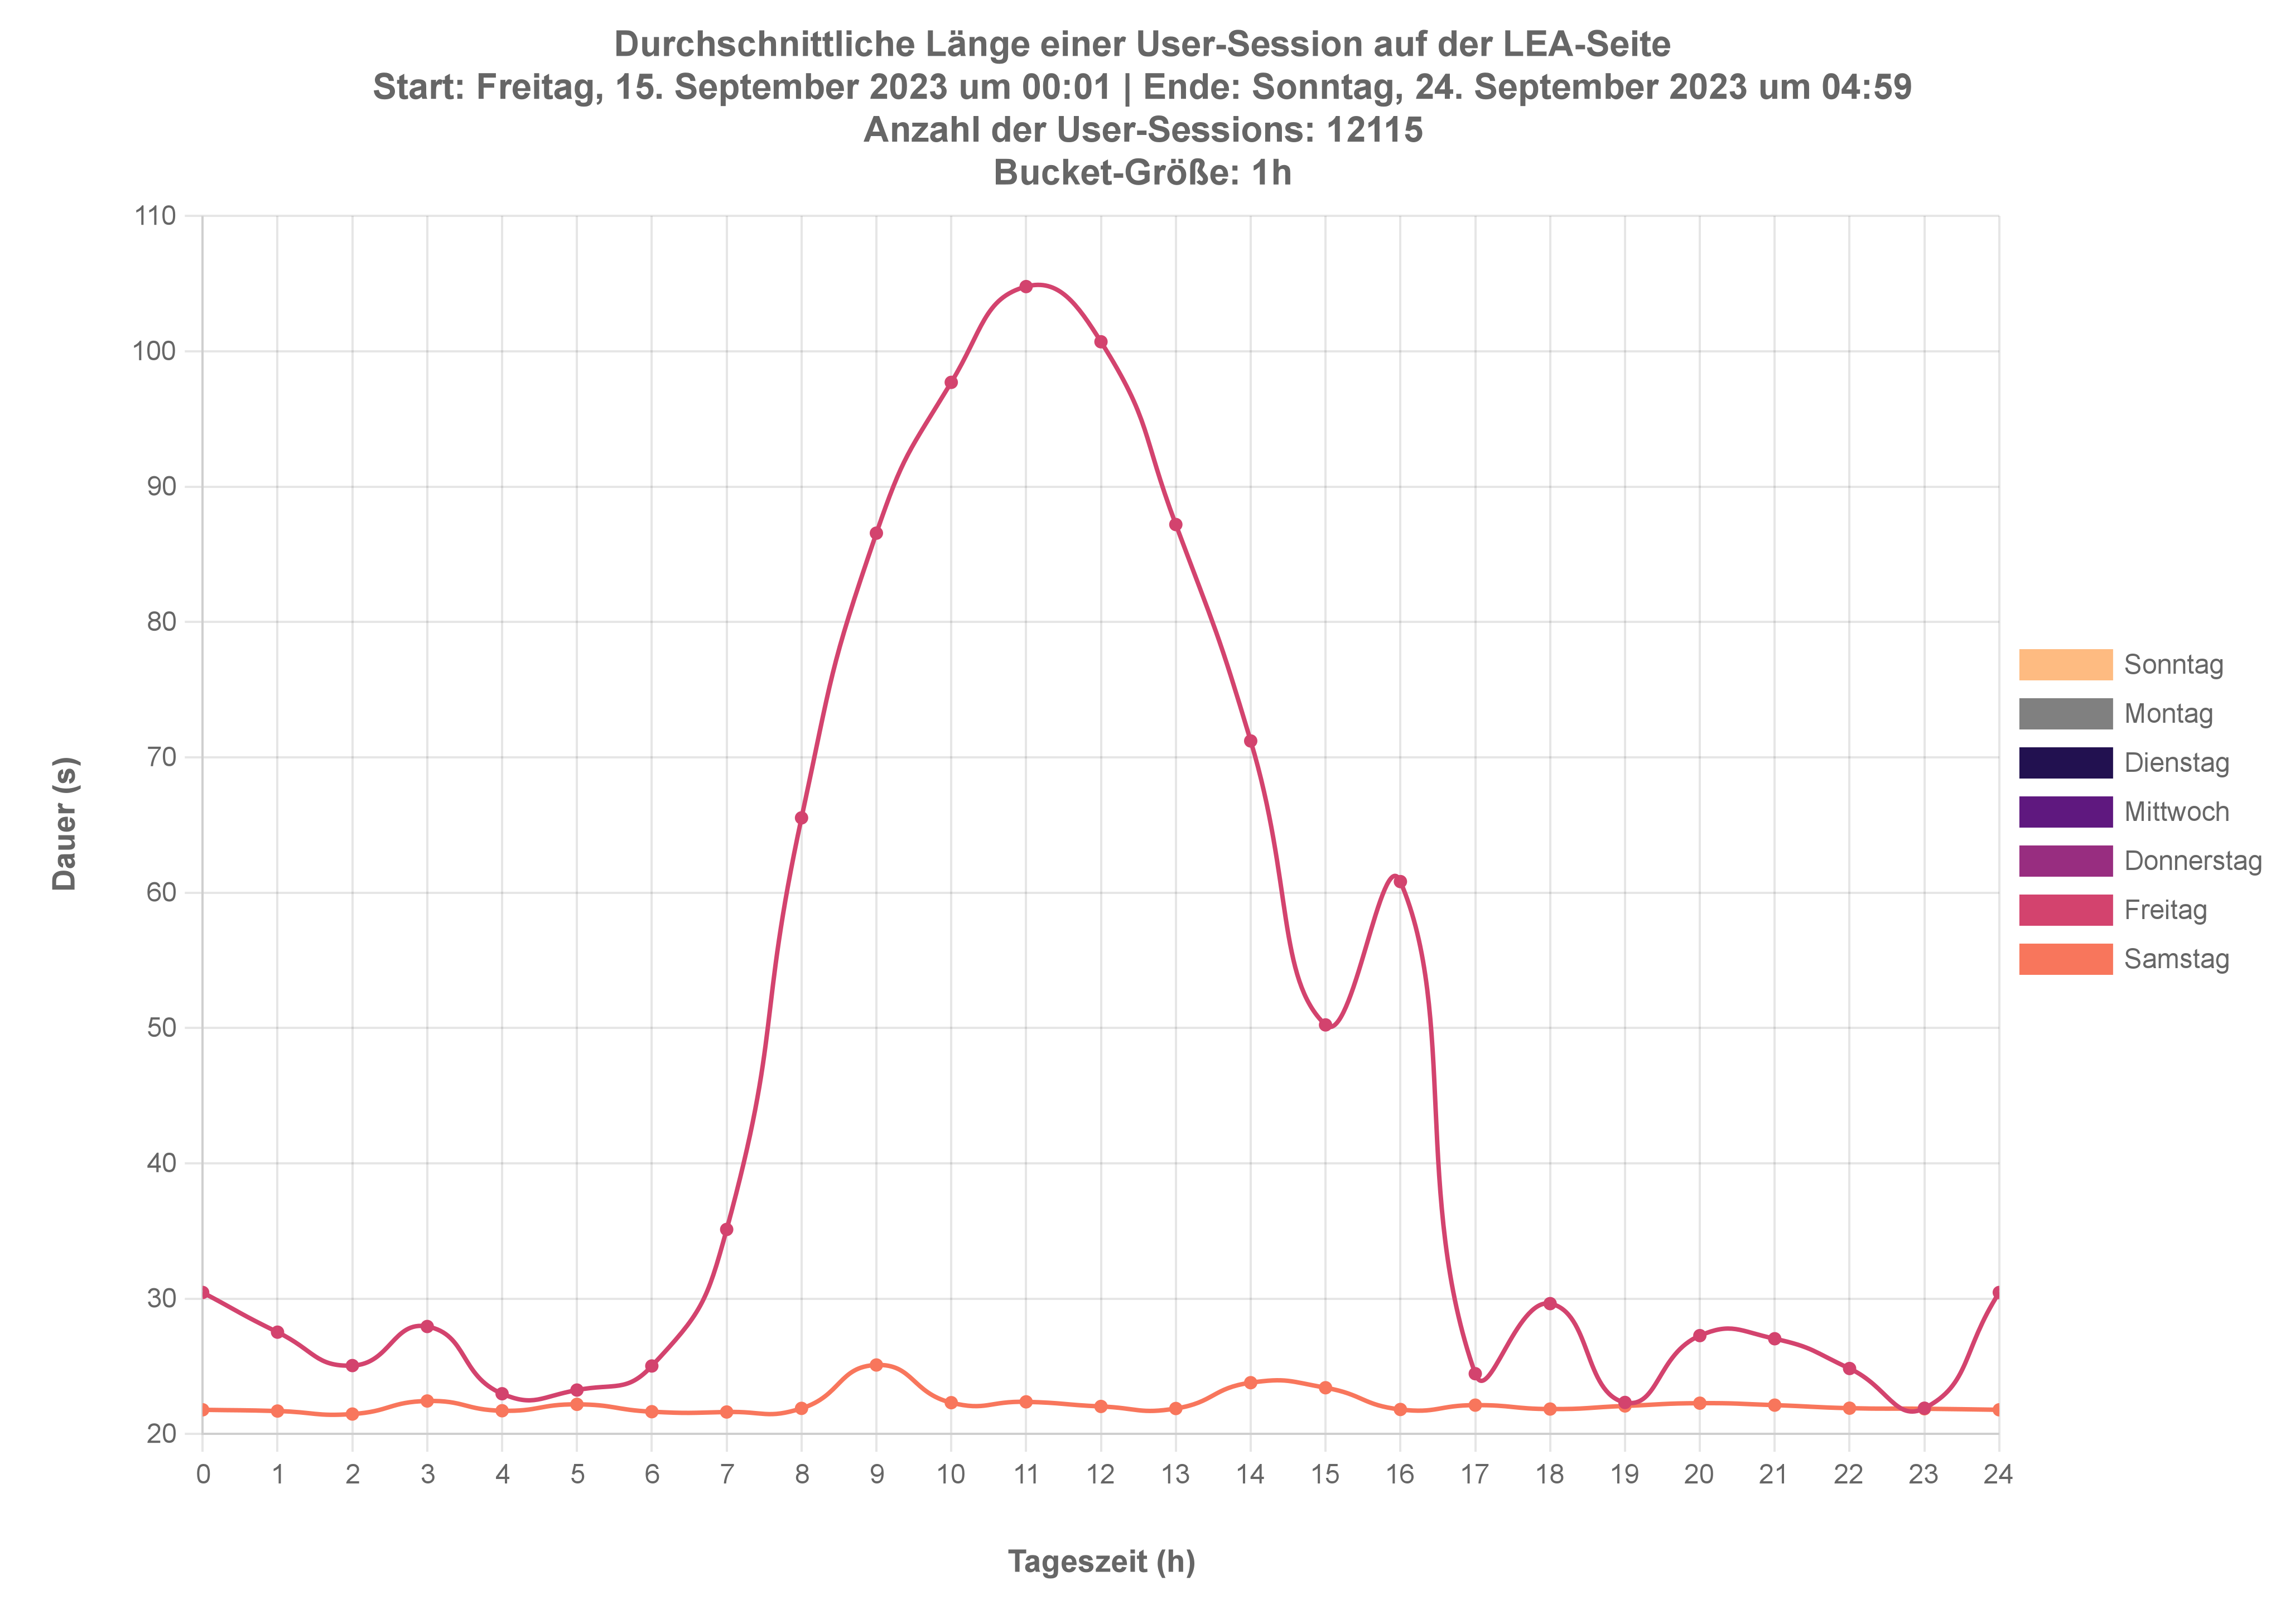 Durchschnittliche Länge einer User-Session auf der LEA-Seite
Start: Freitag, 15. September 2023 um 00:01 | Ende: Sonntag, 24. September 2023 um 04:59
Anzahl der User-Sessions: 12115
Bucket-Größe: 1h
110
100
90
80
70
60
50
40
30
20
Dauer (s)
0 1 2 3 4 5 6 7 8 9 10 11 12 13 14 15 16 17 18 19 20 21 22 23 24
Tageszeit (h)
Sonntag
Montag
Dienstag
Mittwoch
Donnerstag
Freitag
Samstag